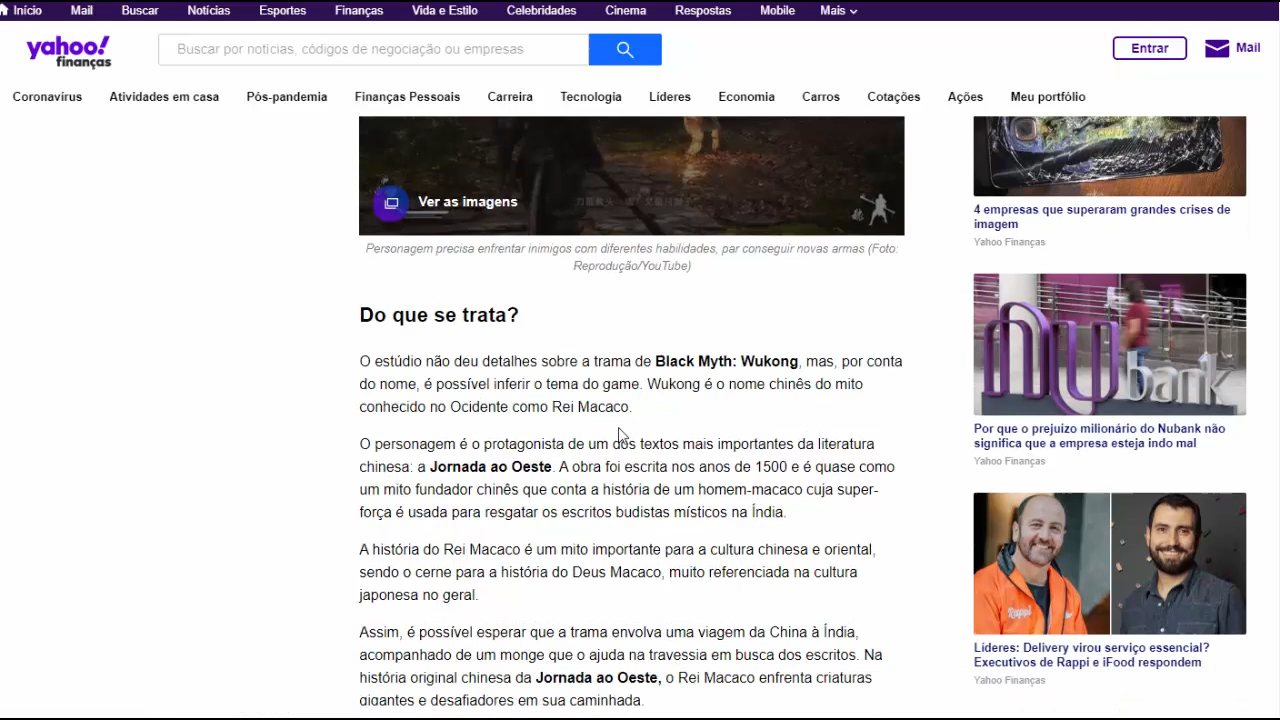 Início Mail Buscar Notícias Esportes Finanças Vida e Estilo Celebridades Cinema Respostas Mobile Mais
yahoo!
finanças
Buscar por notícias, códigos de negociação ou empresas
Entrar
Mail
Coronavírus Atividades em casa Pós-pandemia Finanças Pessoais Carreira Tecnologia Líderes Economia Carros Cotações Ações Meu portfólio
Ver as imagens
Personagem precisa enfrentar inimigos com diferentes habilidades, par conseguir novas armas (Foto:
Reprodução/YouTube)
Do que se trata?
O estúdio não deu detalhes sobre a trama de Black Myth: Wukong, mas, por conta
do nome, é possível inferir o tema do game. Wukong é o nome chinês do mito
conhecido no Ocidente como Rei Macaco.
O personagem é o protagonista de um dos textos mais importantes da literatura
chinesa: a Jornada ao Oeste. A obra foi escrita nos anos de 1500 e é quase como
um mito fundador chinês que conta a história de um homem-macaco cuja super-
força é usada para resgatar os escritos budistas místicos na Índia.
A história do Rei Macaco é um mito importante para a cultura chinesa e oriental,
sendo o cerne para a história do Deus Macaco, muito referenciada na cultura
japonesa no geral.
Assim, é possível esperar que a trama envolva uma viagem da China à Índia,
acompanhado de um monge que o ajuda na travessia em busca dos escritos. Na
história original chinesa da Jornada ao Oeste, o Rei Macaco enfrenta criaturas
gigantes e desafiadores em sua caminhada.
4 empresas que superaram grandes crises de
imagem
Yahoo Finanças
nu
bank
Por que o prejuízo milionário do Nubank não
significa que a empresa esteja indo mal
Yahoo Finanças
Rappi
Líderes: Delivery virou serviço essencial?
Executivos de Rappi e iFood respondem
Yahoo Finanças